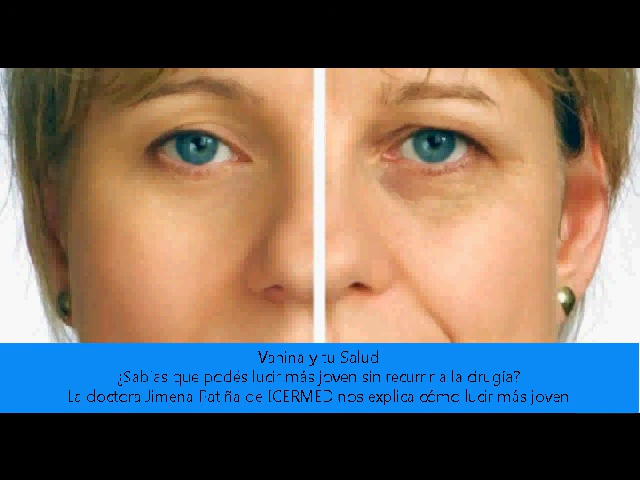 Vanina y tu Salud
¿Sabías que podés lucir más joven sin recurrir a la cirugía?
La doctora Jimena Patiña de ICERMED nos explica cómo lucir más joven